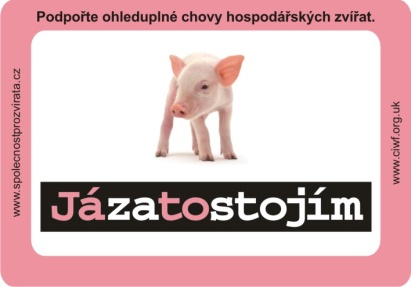 Podpořte ohleduplné chovy hospodářských zvířat.
www.spolecnostprozvirata.cz
www.ciwf.org.uk
Jázatostojím